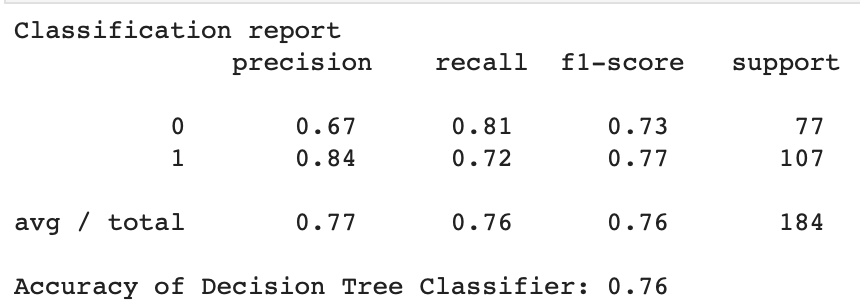 Classification report
precision recall f1-score support
0 0.67 0.81 0.73 77
1 0.84 0.72 0.77 107
avg / total 0.77 0.76 0.76 184
Accuracy of Decision Tree Classifier: 0.76